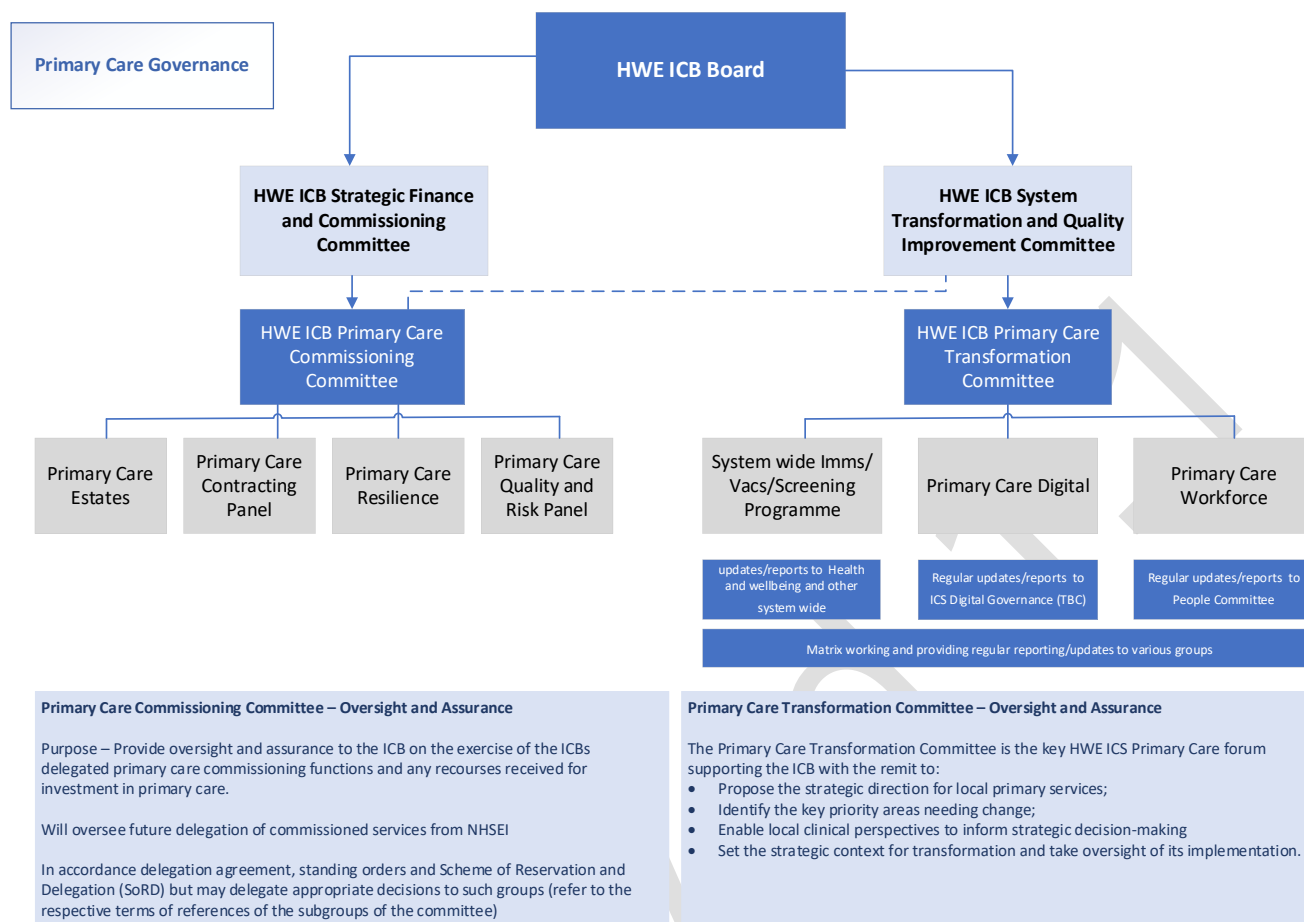 Primary Care Governance
HWE ICB Board
HWE ICB Strategic Finance
and Commissioning
Committee
HWE ICB System
Transformation and Quality
Improvement Committee
HWE ICB Primary Care
Commissioning
Committee
HWE ICB Primary Care
Transformation
Committee
Primary Care
Estates
Primary Care
Contracting
Panel
Primary Care
Resilience
Primary Care
Quality and
Risk Panel
System wide Imms/
Vacs/Screening
Programme
Primary Care Digital
Primary Care
Workforce
updates/reports to Health
and wellbeing and other
system wide
Regular updates/reports to
ICS Digital Governance (TBC)
Regular updates/reports to
People Committee
Matrix working and providing regular reporting/updates to various groups
Primary Care Commissioning Committee – Oversight and Assurance
Purpose – Provide oversight and assurance to the ICB on the exercise of the ICBs
delegated primary care commissioning functions and any recourses received for
investment in primary care.
Will oversee future delegation of commissioned services from NHSEI
In accordance delegation agreement, standing orders and Scheme of Reservation and
Delegation (SoRD) but may delegate appropriate decisions to such groups (refer to the
respective terms of references of the subgroups of the committee)
Primary Care Transformation Committee – Oversight and Assurance
The Primary Care Transformation Committee is the key HWE ICS Primary Care forum
supporting the ICB with the remit to:
• Propose the strategic direction for local primary services;
• Identify the key priority areas needing change;
• Enable local clinical perspectives to inform strategic decision-making
• Set the strategic context for transformation and take oversight of its implementation.